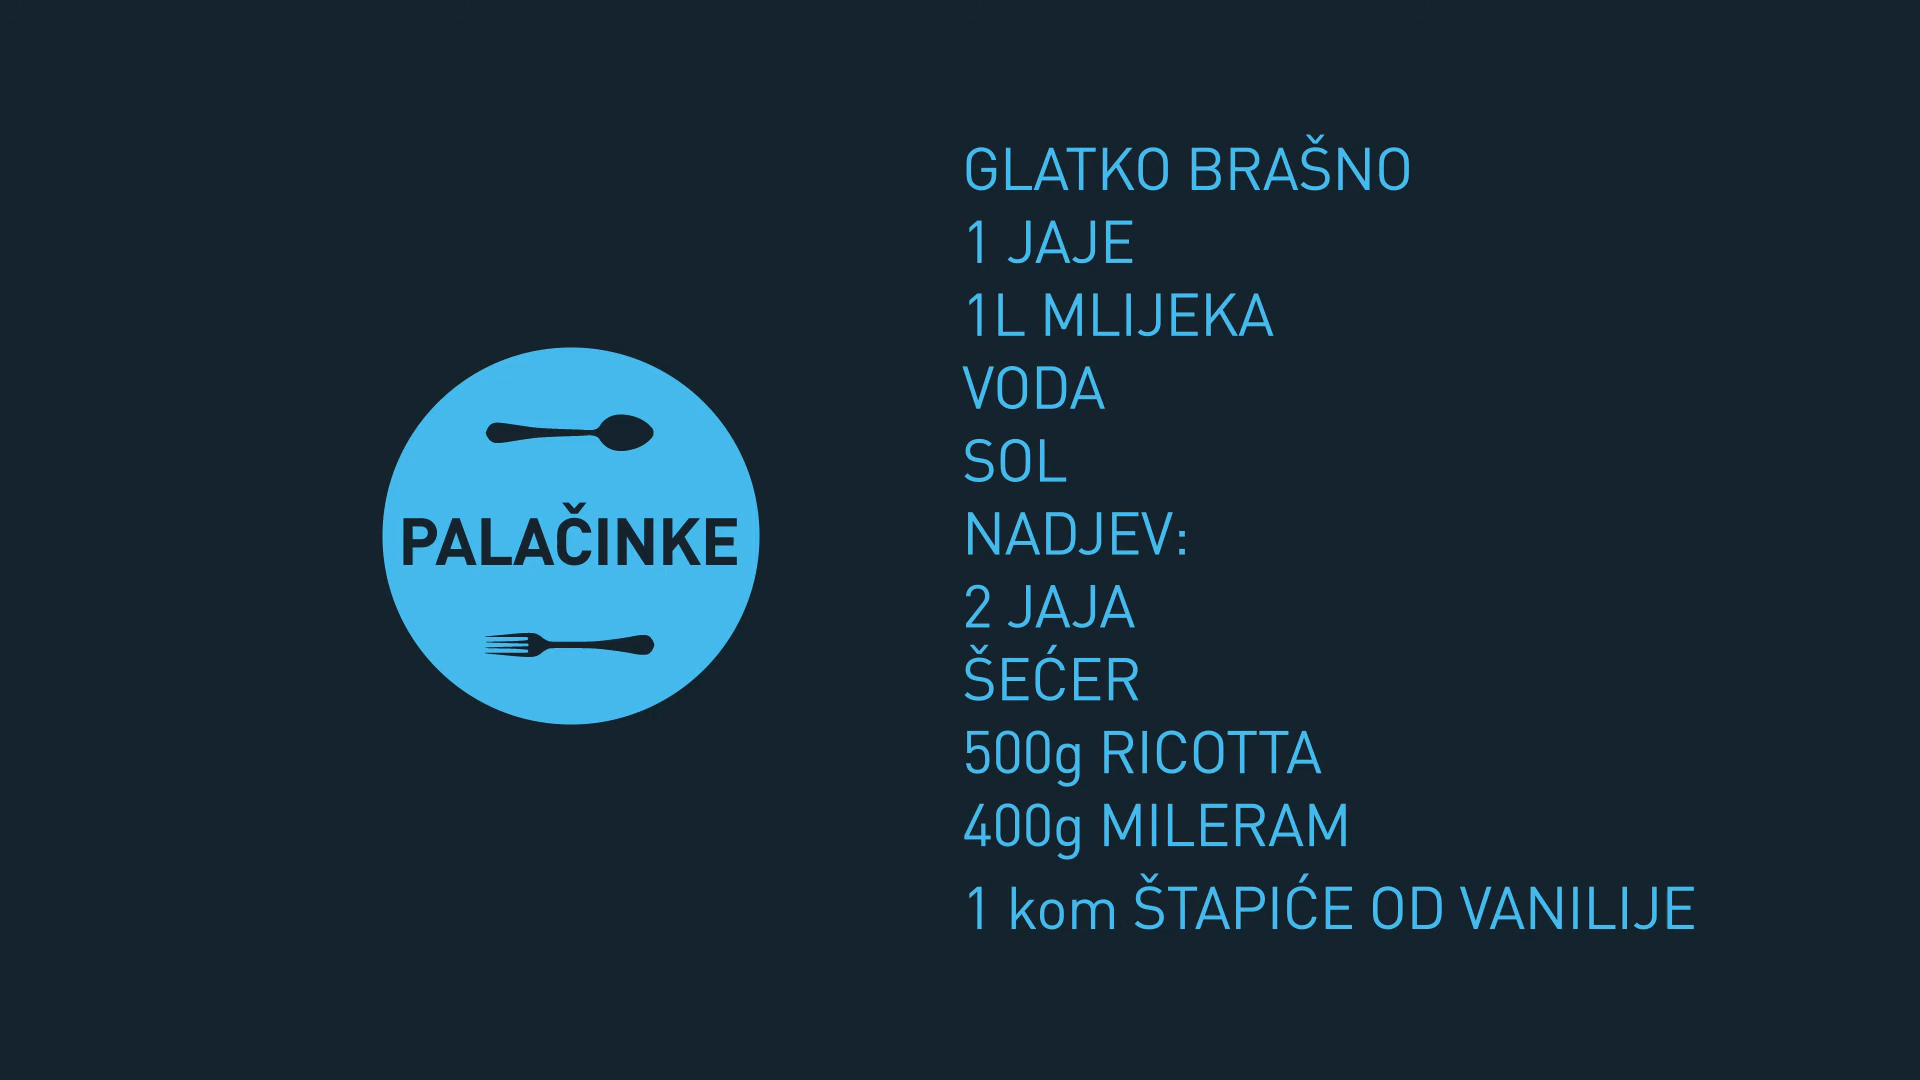 PALAČINKE
GLATKO BRAŠNO
1 JAJE
1L MLIJEKA
VODA
SOL
NADJEV:
2 JAJA
ŠEĆER
500g RICOTTA
400g MILERAM
1 kom ŠTAPIĆE OD VANILIJE